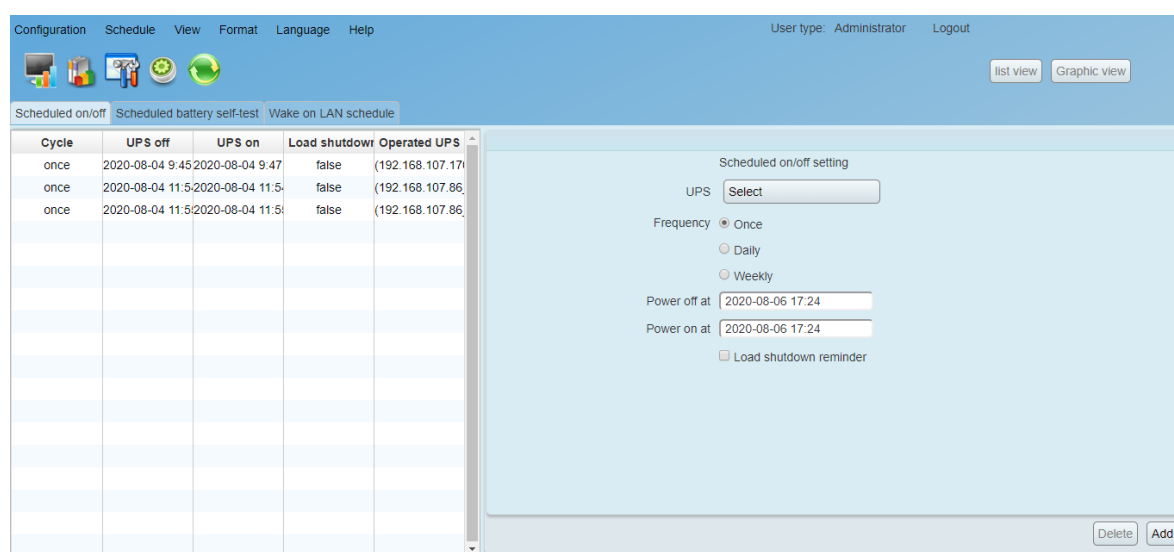 Configuration Schedule View Format Language Help User type: Administrator Logout
list view Graphic view
Scheduled on/off Scheduled battery self-test Wake on LAN schedule
Cycle UPS off UPS on Load shutdown Operated UPS
once 2020-08-04 9:45 2020-08-04 9:47 false (192.168.107.17
once 2020-08-04 11:5 2020-08-04 11:5 false (192.168.107.86_
once 2020-08-04 11:5 2020-08-04 11:5 false (192.168.107.86_
Scheduled on/off setting
UPS Select
Frequency Once
Daily
Weekly
Power off at 2020-08-06 17:24
Power on at 2020-08-06 17:24
Load shutdown reminder
Delete Add